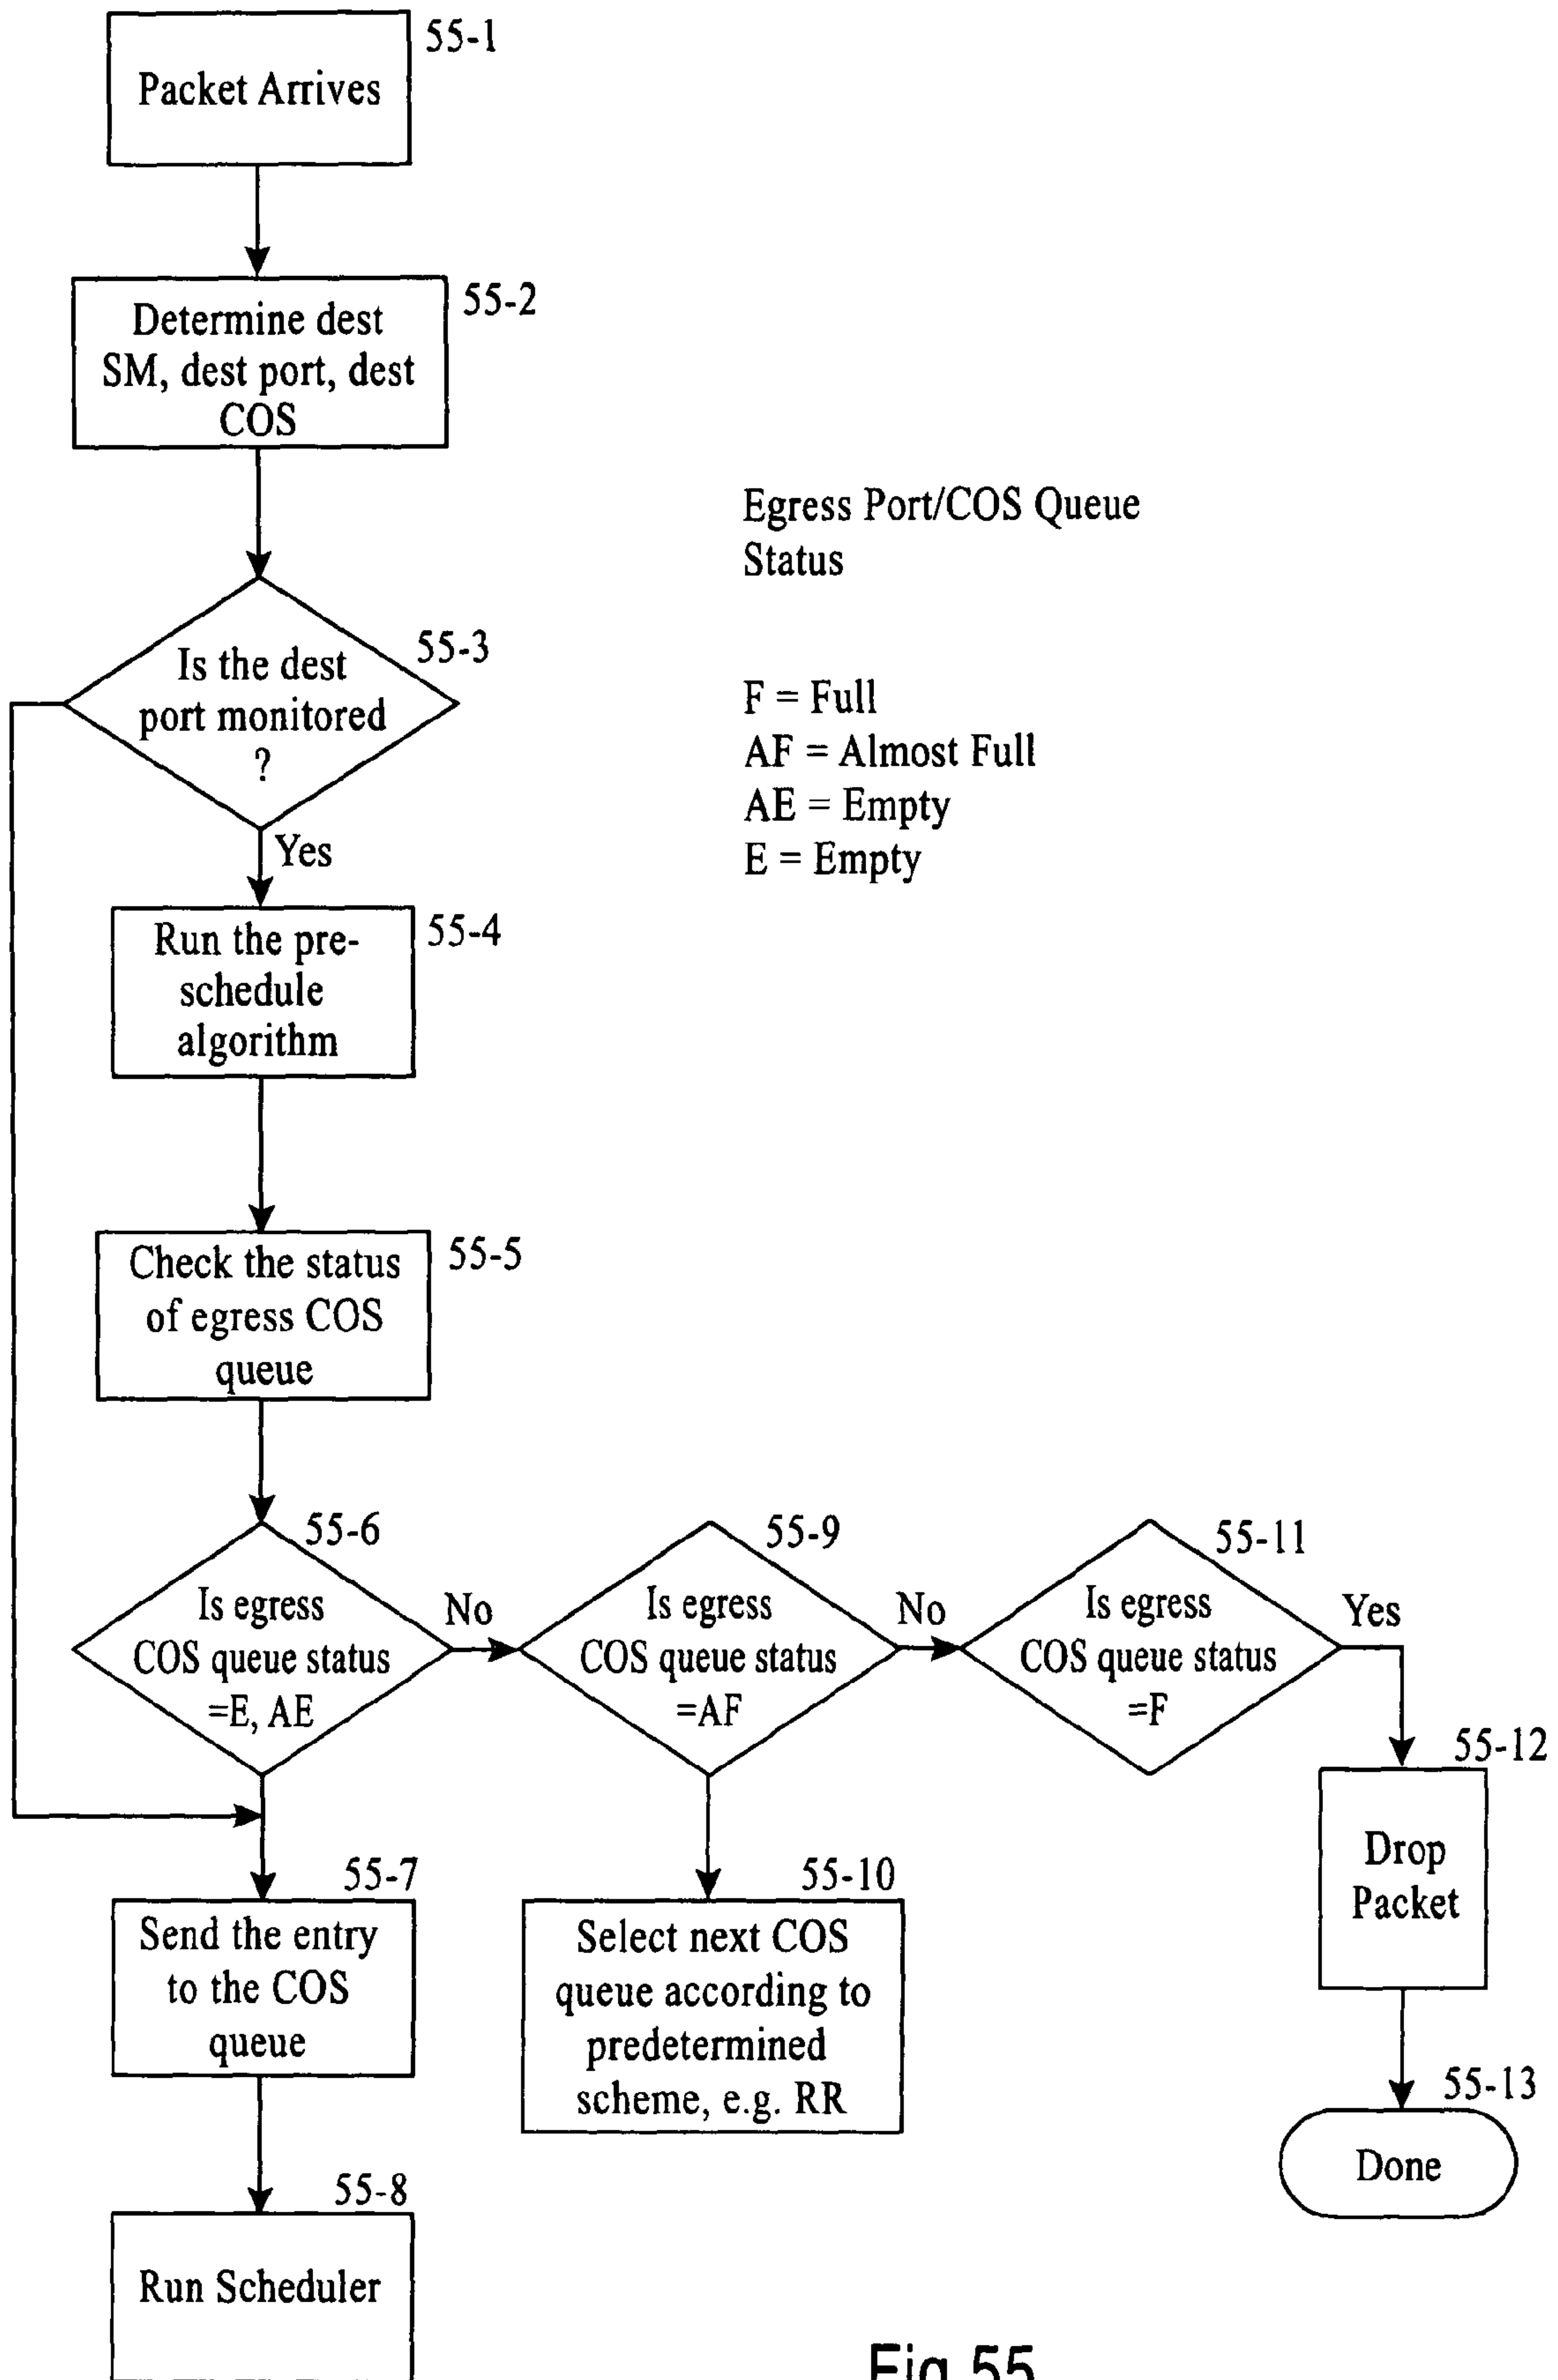 55-1
Packet Arrives
55-2
Determine dest
SM, dest port, dest
COS
Egress Port/COS Queue
Status
55-3
Is the dest
port monitored
?
F = Full
AF = Almost Full
AE = Empty
E = Empty
Yes
55-4
Run the pre-
schedule
algorithm
55-5
Check the status
of egress COS
queue
55-6
Is egress
COS queue status
=E, AE
No
55-9
Is egress
COS queue status
=AF
No
55-11
Is egress
COS queue status
=F
Yes
55-12
Drop
Packet
55-7
Send the entry
to the COS
queue
55-10
Select next COS
queue according to
predetermined
scheme, e.g. RR
55-13
Done
55-8
Run Scheduler
Fig 55